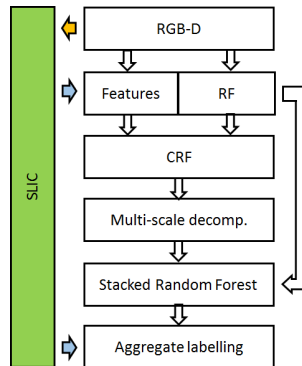 RGB-D
Features
RF
SLIC
CRF
Multi-scale decomp.
Stacked Random Forest
Aggregate labelling